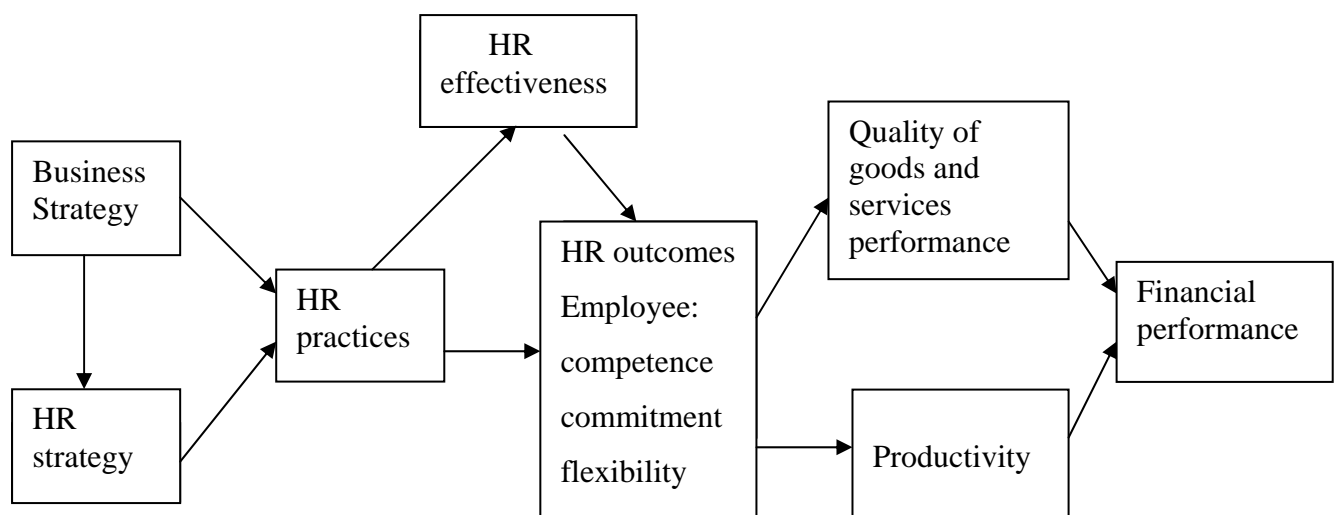 HR
effectiveness
Business
Strategy
HR
strategy
HR
practices
HR outcomes
Employee:
competence
commitment
flexibility
Quality of
goods and
services
performance
Productivity
Financial
performance